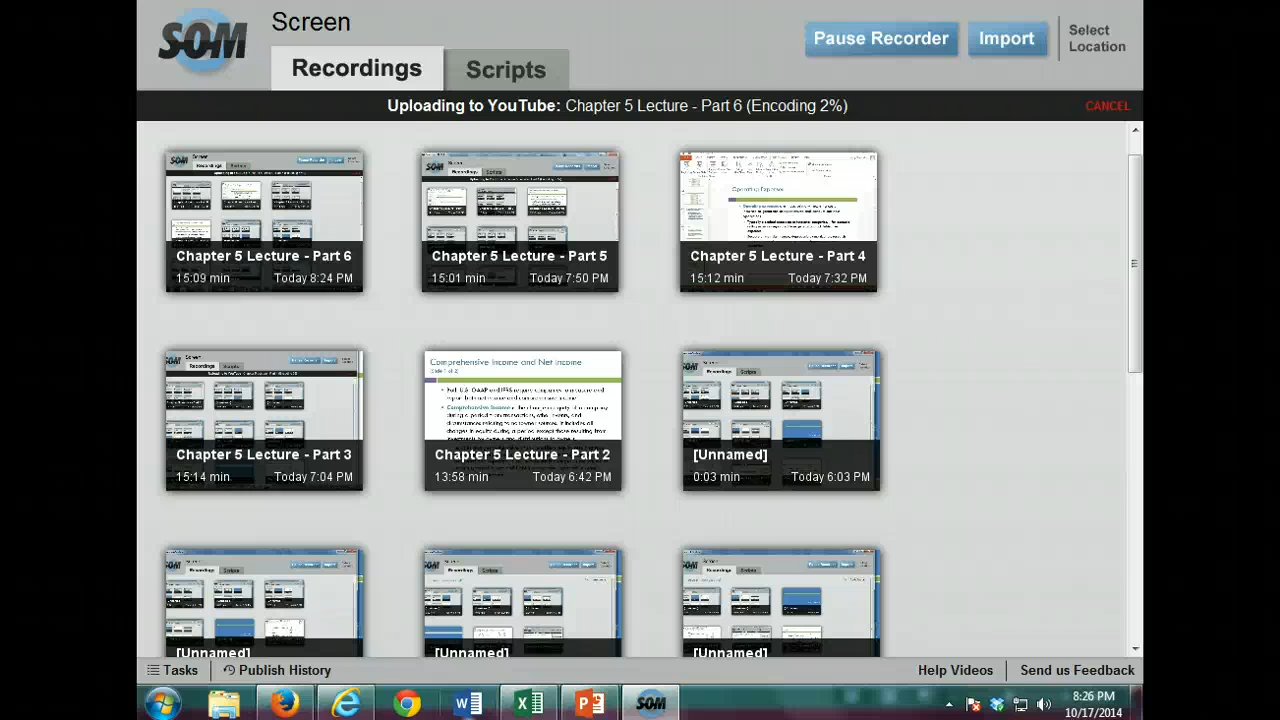 SOM
Screen
Recordings
Scripts
Pause Recorder
Import
Select
Location
Uploading to YouTube: Chapter 5 Lecture - Part 6 (Encoding 2%)
CANCEL
Chapter 5 Lecture - Part 6
15:09 min Today 8:24 PM
Chapter 5 Lecture - Part 5
15:01 min Today 7:50 PM
Operating Expenses
Chapter 5 Lecture - Part 4
15:12 min Today 7:32 PM
Chapter 5 Lecture - Part 3
15:14 min Today 7:04 PM
Comprehensive Income and Net Income
Chapter 5 Lecture - Part 2
13:58 min Today 6:42 PM
[Unnamed]
0:03 min Today 6:03 PM
[Unnamed]
[Unnamed]
[Unnamed]
Tasks
Publish History
Help Videos
Send us Feedback
SOM
8:26 PM
10/17/2014